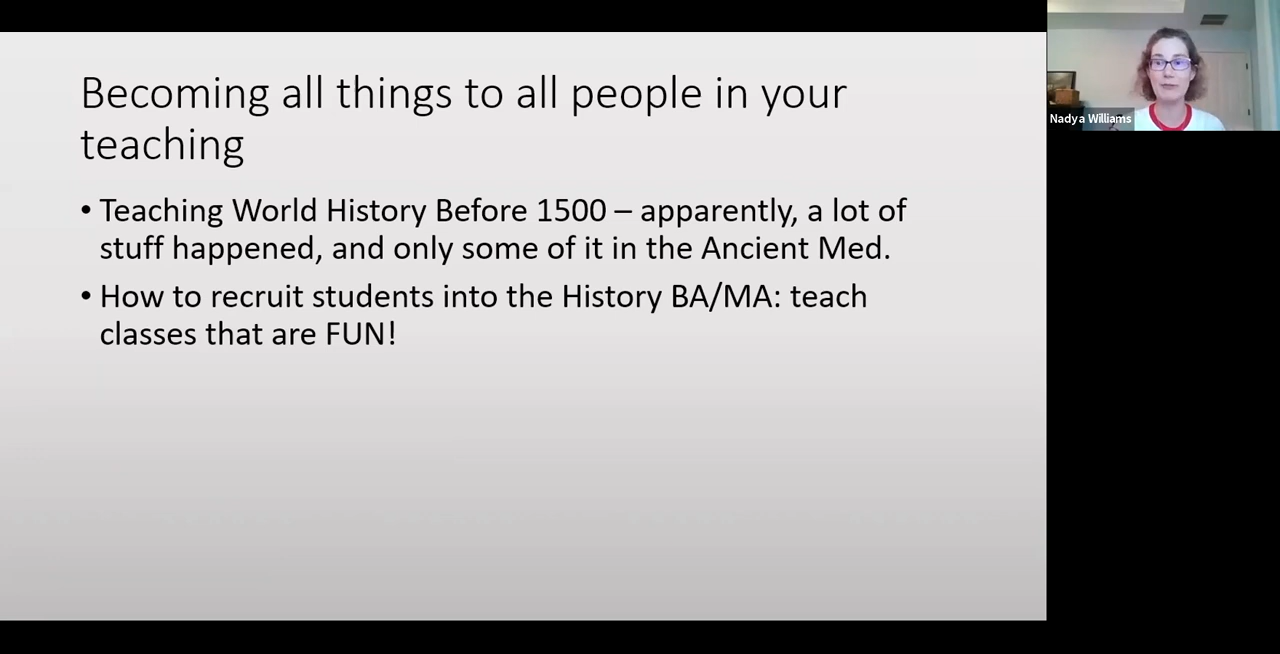 Becoming all things to all people in your
teaching
• Teaching World History Before 1500 – apparently, a lot of
stuff happened, and only some of it in the Ancient Med.
• How to recruit students into the History BA/MA: teach
classes that are FUN!
Nadya Williams